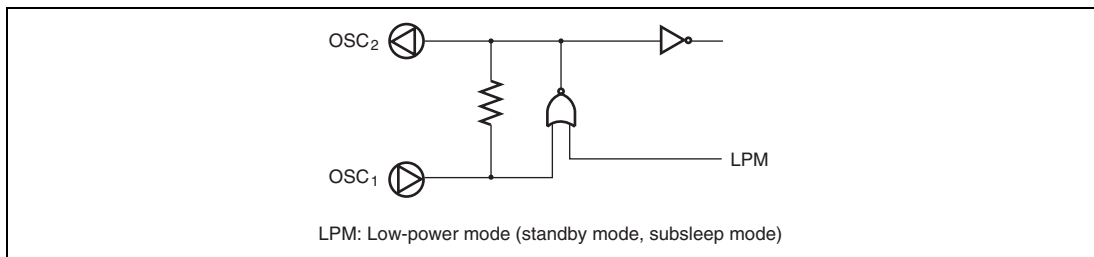 OSC2
OSC1
LPM
LPM: Low-power mode (standby mode, subsleep mode)